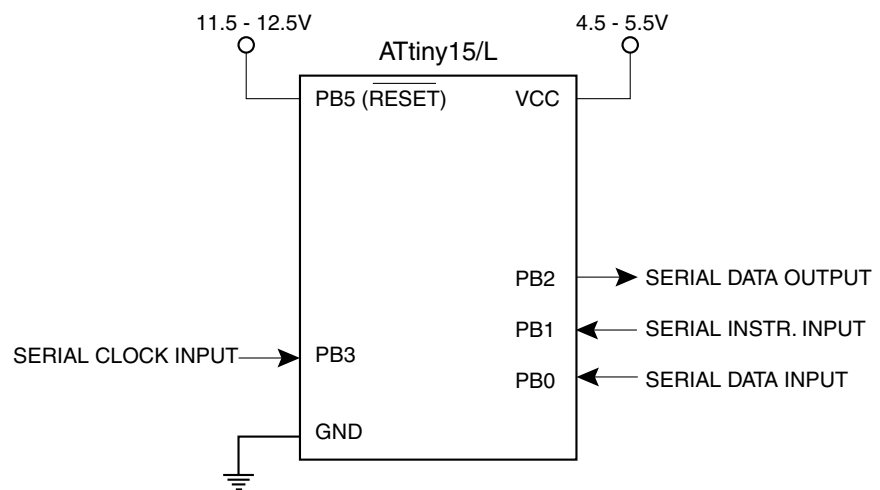 11.5 - 12.5V
4.5 - 5.5V
ATtiny15/L
PB5 (RESET)
VCC
PB2
SERIAL DATA OUTPUT
PB1
SERIAL INSTR. INPUT
SERIAL CLOCK INPUT
PB3
PB0
SERIAL DATA INPUT
GND